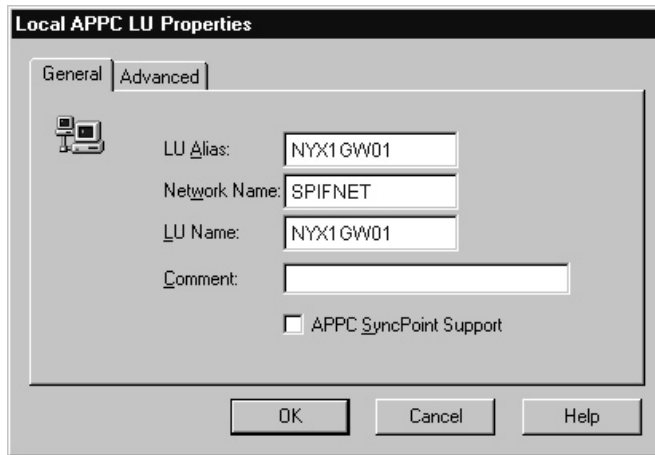 Local APPC LU Properties
General Advanced
LU Alias: NYX1GW01
Network Name: SPIFNET
LU Name: NYX1GW01
Comment:
APPC SyncPoint Support
OK Cancel Help